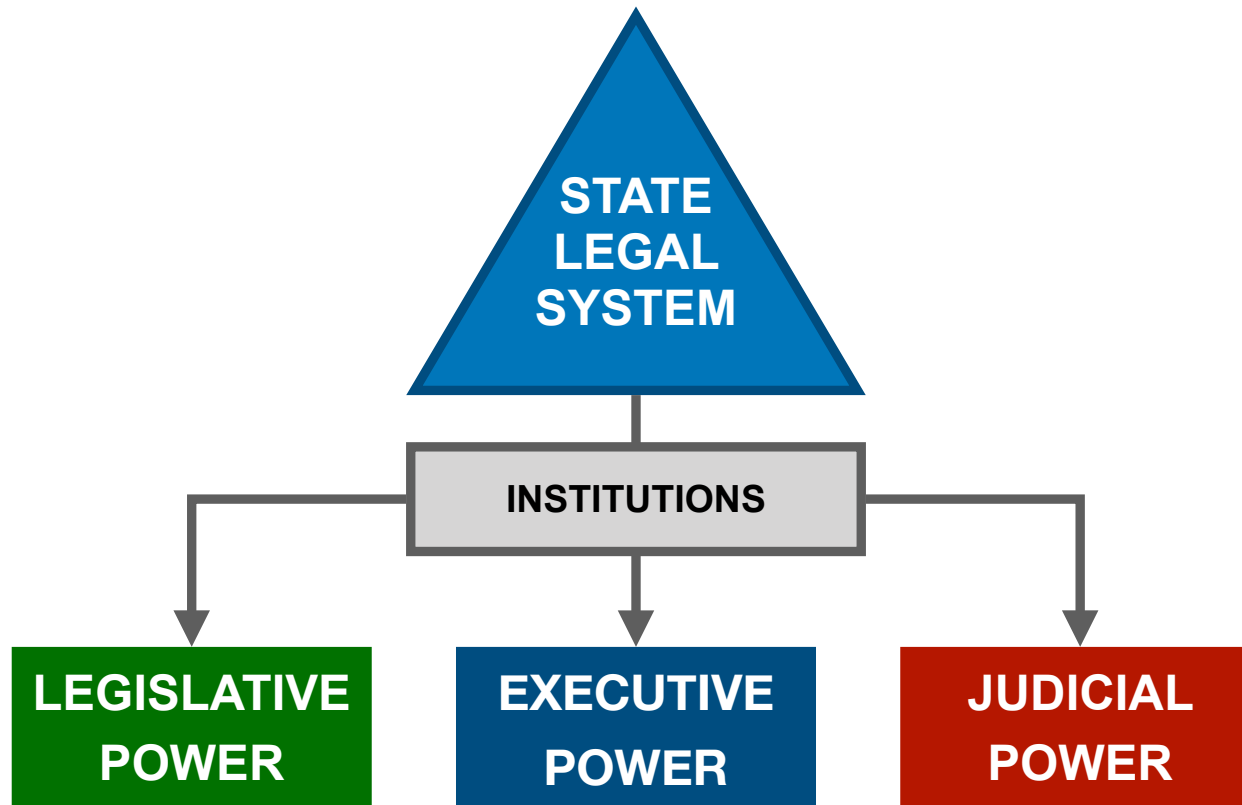 STATE
LEGAL
SYSTEM
INSTITUTIONS
LEGISLATIVE
POWER
EXECUTIVE
POWER
JUDICIAL
POWER